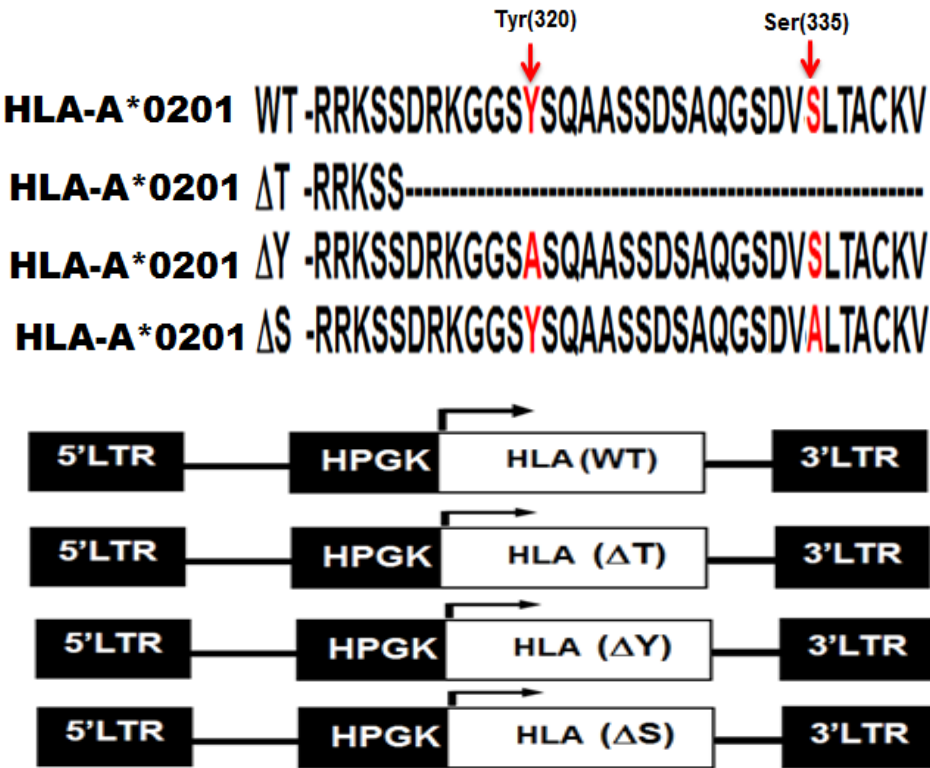 Tyr(320) Ser(335)
HLA-A*0201 WT -RRKSSDRKGGSYSQAASSDSAQGSDVSLTACKV
HLA-A*0201 ΔT -RRKSS--------------------------------------------
HLA-A*0201 ΔY -RRKSSDRKGGSASQAASSDSAQGSDVSLTACKV
HLA-A*0201 ΔS -RRKSSDRKGGSYSQAASSDSAQGSDVALTACKV
5'LTR HPGK HLA (WT) 3'LTR
5'LTR HPGK HLA (ΔT) 3'LTR
5'LTR HPGK HLA (ΔY) 3'LTR
5'LTR HPGK HLA (ΔS) 3'LTR